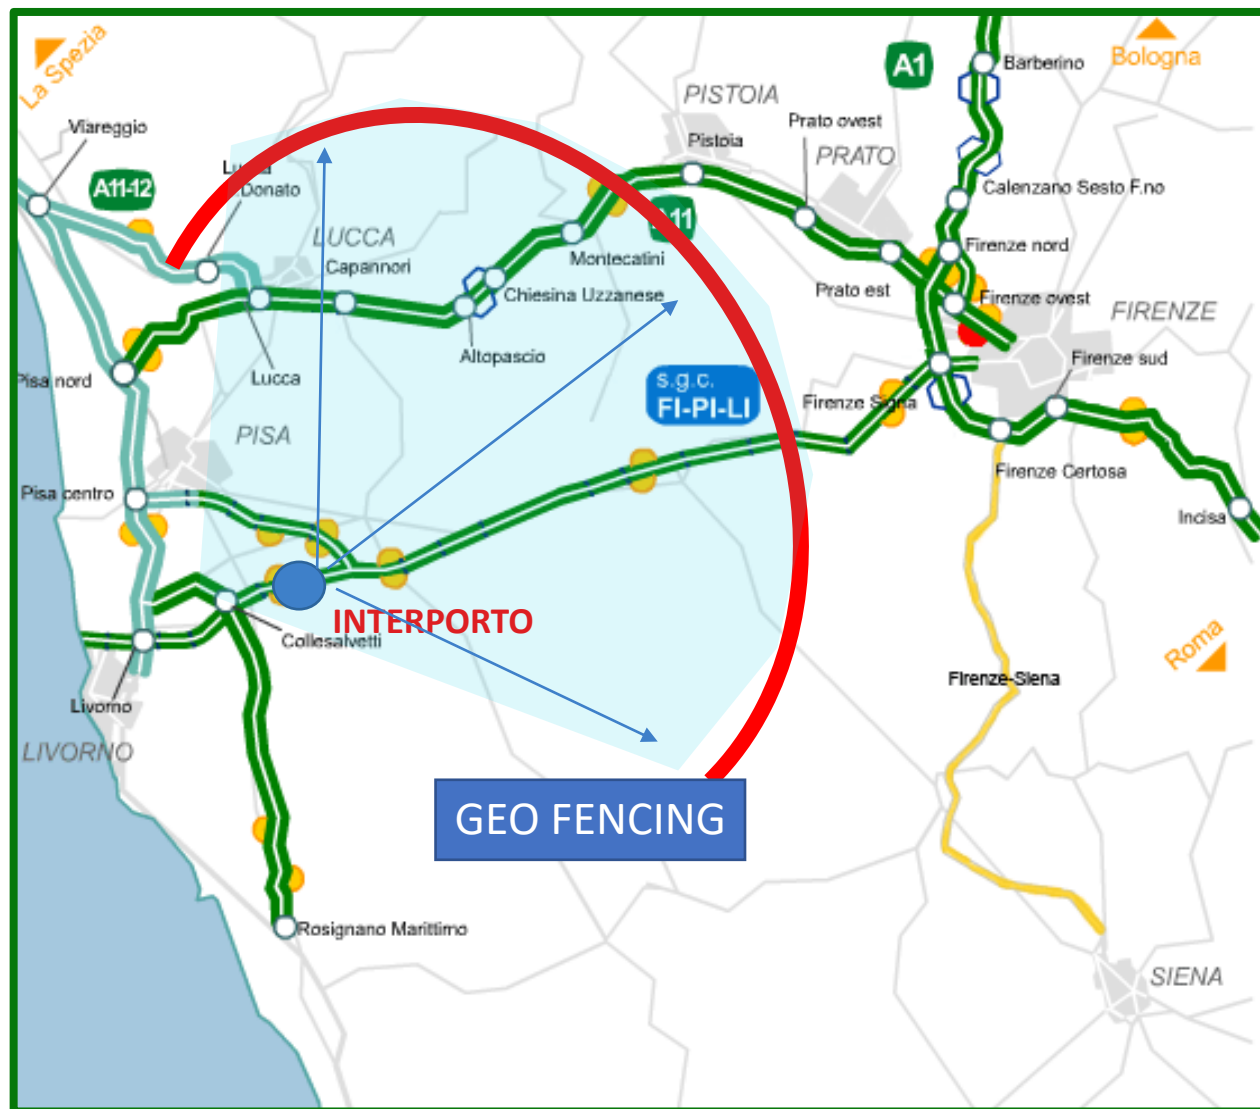 La Spezia
Bologna
A1
Barberino
PISTOIA
Viareggio
Prato ovest
Pistoia
PRATO
A11-12
Donato
Calenzano Sesto F.no
A11
LUCCA
Capannori
Montecatini
Firenze nord
Prato est
Chiesina Uzzanese
Firenze ovest
FIRENZE
Altopascio
Firenze sud
Pisa nord
Lucca
s.g.c.
FI-PI-LI
Firenze Signa
PISA
Pisa centro
Firenze Certosa
Incisa
INTERPORTO
Collesalvetti
Roma
Firenze-Siena
Livorno
LIVORNO
GEO FENCING
Rosignano Marittimo
SIENA